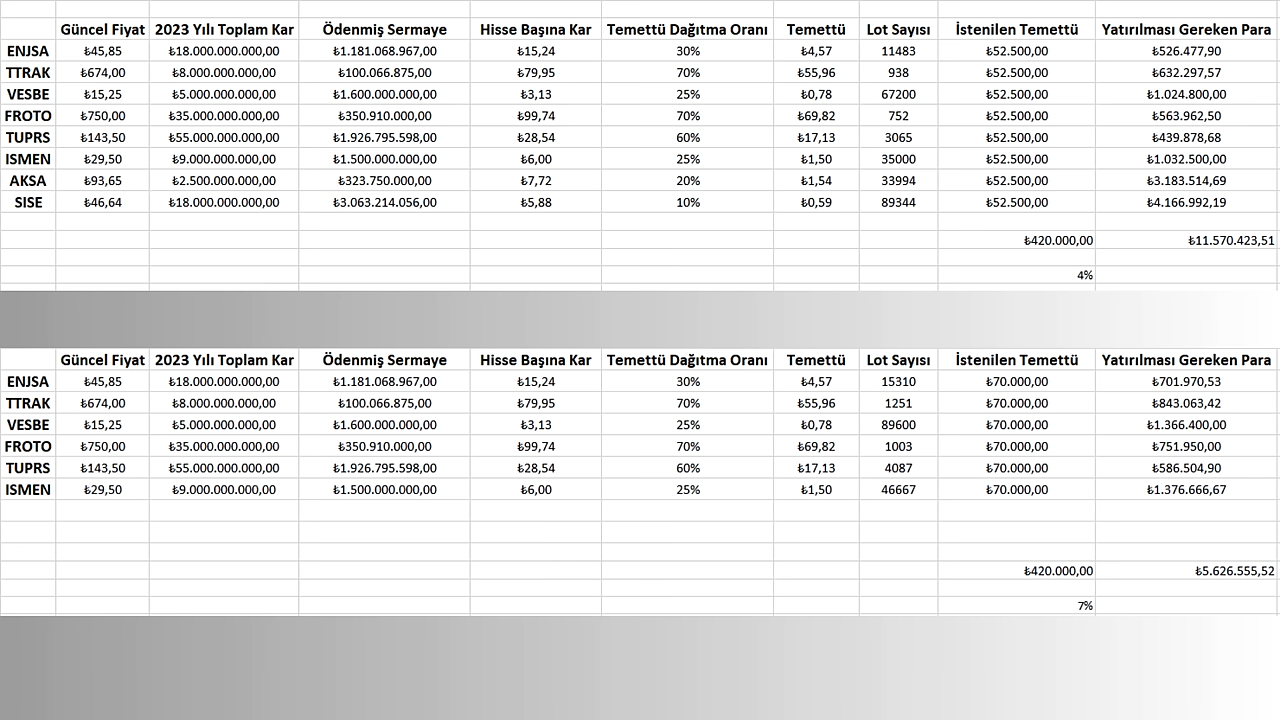 Güncel Fiyat 2023 Yılı Toplam Kar Ödenmiş Sermaye Hisse Başına Kar Temettü Dağıtma Oranı Temettü Lot Sayısı İstenilen Temettü Yatırılması Gereken Para
ENJSA ₺45,85 ₺18.000.000.000,00 ₺1.181.068.967,00 ₺15,24 30% ₺4,57 11483 ₺52.500,00 ₺526.477,90
TTRAK ₺674,00 ₺8.000.000.000,00 ₺100.066.875,00 ₺79,95 70% ₺55,96 938 ₺52.500,00 ₺632.297,57
VESBE ₺15,25 ₺5.000.000.000,00 ₺1.600.000.000,00 ₺3,13 25% ₺0,78 67200 ₺52.500,00 ₺1.024.800,00
FROTO ₺750,00 ₺35.000.000.000,00 ₺350.910.000,00 ₺99,74 70% ₺69,82 752 ₺52.500,00 ₺563.962,50
TUPRS ₺143,50 ₺55.000.000.000,00 ₺1.926.795.598,00 ₺28,54 60% ₺17,13 3065 ₺52.500,00 ₺439.878,68
ISMEN ₺29,50 ₺9.000.000.000,00 ₺1.500.000.000,00 ₺6,00 25% ₺1,50 35000 ₺52.500,00 ₺1.032.500,00
AKSA ₺93,65 ₺2.500.000.000,00 ₺323.750.000,00 ₺7,72 20% ₺1,54 33994 ₺52.500,00 ₺3.183.514,69
SISE ₺46,64 ₺18.000.000.000,00 ₺3.063.214.056,00 ₺5,88 10% ₺0,59 89344 ₺52.500,00 ₺4.166.992,19
₺420.000,00 ₺11.570.423,51
4%
Güncel Fiyat 2023 Yılı Toplam Kar Ödenmiş Sermaye Hisse Başına Kar Temettü Dağıtma Oranı Temettü Lot Sayısı İstenilen Temettü Yatırılması Gereken Para
ENJSA ₺45,85 ₺18.000.000.000,00 ₺1.181.068.967,00 ₺15,24 30% ₺4,57 15310 ₺70.000,00 ₺701.970,53
TTRAK ₺674,00 ₺8.000.000.000,00 ₺100.066.875,00 ₺79,95 70% ₺55,96 1251 ₺70.000,00 ₺843.063,42
VESBE ₺15,25 ₺5.000.000.000,00 ₺1.600.000.000,00 ₺3,13 25% ₺0,78 89600 ₺70.000,00 ₺1.366.400,00
FROTO ₺750,00 ₺35.000.000.000,00 ₺350.910.000,00 ₺99,74 70% ₺69,82 1003 ₺70.000,00 ₺751.950,00
TUPRS ₺143,50 ₺55.000.000.000,00 ₺1.926.795.598,00 ₺28,54 60% ₺17,13 4087 ₺70.000,00 ₺586.504,90
ISMEN ₺29,50 ₺9.000.000.000,00 ₺1.500.000.000,00 ₺6,00 25% ₺1,50 46667 ₺70.000,00 ₺1.376.666,67
₺420.000,00 ₺5.626.555,52
7%